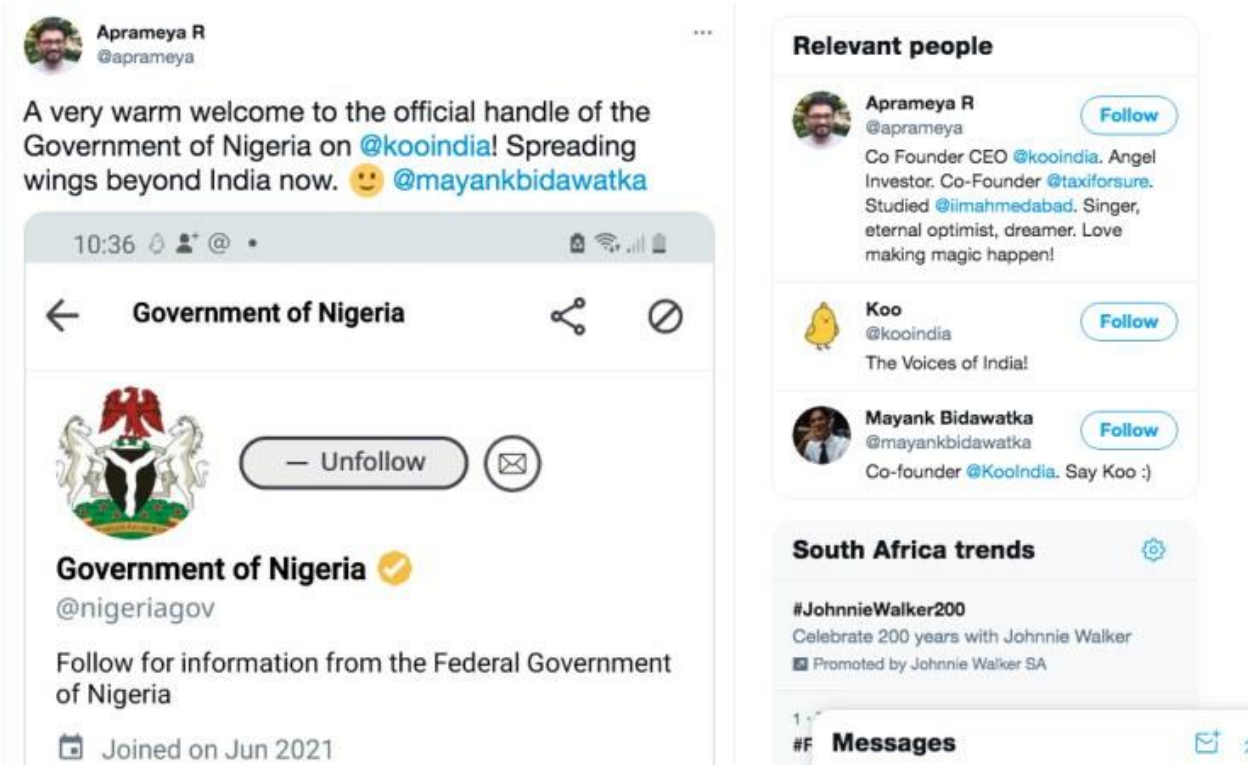 Aprameya R
@aprameya
A very warm welcome to the official handle of the
Government of Nigeria on @kooindia! Spreading
wings beyond India now. 🙂 @mayankbidawatka
10:36
Government of Nigeria
— Unfollow
Government of Nigeria
@nigeriagov
Follow for information from the Federal Government
of Nigeria
Joined on Jun 2021
Relevant people
Aprameya R
@aprameya
Follow
Co Founder CEO @kooindia. Angel
Investor. Co-Founder @taxiforsure.
Studied @iimahmedabad. Singer,
eternal optimist, dreamer. Love
making magic happen!
Koo
@kooindia
Follow
The Voices of India!
Mayank Bidawatka
@mayankbidawatka
Follow
Co-founder @KooIndia. Say Koo :)
South Africa trends
#JohnnieWalker200
Celebrate 200 years with Johnnie Walker
Promoted by Johnnie Walker SA
Messages